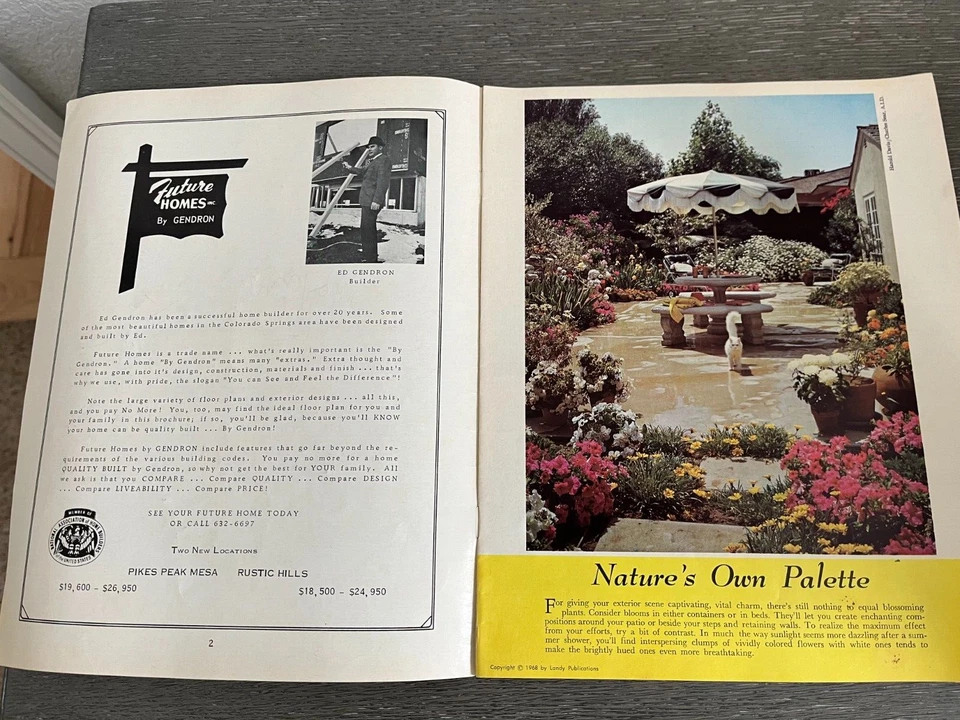 Future
HOMES INC.
By GENDRON
ED GENDRON
Builder
Ed Gendron has been a successful home builder for over 20 years. Some
of the most beautiful homes in the Colorado Springs area have been designed
and built by Ed.
Future Homes is a trade name ... what's really important is the "By
Gendron." A home "By Gendron" means many "extras." Extra thought and
care has gone into it's design, construction, materials and finish ... that's
why we use, with pride, the slogan "You can See and Feel the Difference"!
Note the large variety of floor plans and exterior designs ... all this,
and you pay No More! You, too, may find the ideal floor plan for you and
your family in this brochure; if so, you'll be glad, because you'll KNOW
your home can be quality built ... By Gendron!
Future Homes by GENDRON include features that go far beyond the re-
quirements of the various building codes. You pay no more for a home
QUALITY BUILT by Gendron, so why not get the best for YOUR family. All
we ask is that you COMPARE ... Compare QUALITY ... Compare DESIGN
... Compare LIVEABILITY ... Compare PRICE!
MEMBER OF
NATIONAL ASSOCIATION OF HOME BUILDERS
OF UNITED STATES
SEE YOUR FUTURE HOME TODAY
OR CALL 632-6697
Two New Locations
PIKES PEAK MESA RUSTIC HILLS
$19,600 - $26,950 $18,500 - $24,950
2
Harold Davis; Charles A.I.D.
Nature's Own Palette
For giving your exterior scene captivating, vital charm, there's still nothing to equal blossoming
plants. Consider blooms in either containers or in beds. They'll let you create enchanting com-
positions around your patio or beside your steps and retaining walls. To realize the maximum effect
from your efforts, try a bit of contrast. In much the way sunlight seems more dazzling after a sum-
mer shower, you'll find interspersing clumps of vividly colored flowers with white ones tends to
make the brightly hued ones even more breathtaking.
Copyright © 1968 by Landy Publications